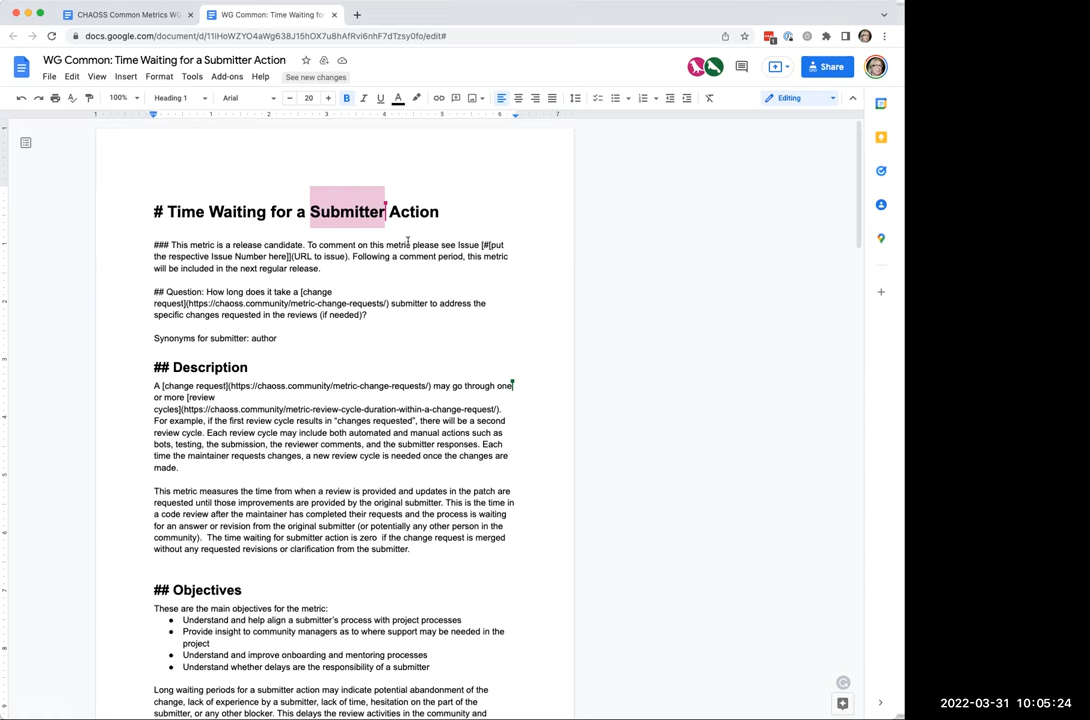 CHAOSS Common Metrics WG
WG Common: Time Waiting for
docs.google.com/document/d/11IHoWZYO4aWg638J15hOX7u8hAfRvi6nhF7dTzsy0fo/edit#
WG Common: Time Waiting for a Submitter Action
File Edit View Insert Format Tools Add-ons Help See new changes
Share
100% Heading 1 Arial 20 Editing
# Time Waiting for a Submitter Action
### This metric is a release candidate. To comment on this metric please see Issue [#[put
the respective Issue Number here]](URL to issue). Following a comment period, this metric
will be included in the next regular release.
## Question: How long does it take a [change
request](https://chaoss.community/metric-change-requests/) submitter to address the
specific changes requested in the reviews (if needed)?
Synonyms for submitter: author
## Description
A [change request](https://chaoss.community/metric-change-requests/) may go through one
or more [review
cycles](https://chaoss.community/metric-review-cycle-duration-within-a-change-request/).
For example, if the first review cycle results in “changes requested”, there will be a second
review cycle. Each review cycle may include both automated and manual actions such as
bots, testing, the submission, the reviewer comments, and the submitter responses. Each
time the maintainer requests changes, a new review cycle is needed once the changes are
made.
This metric measures the time from when a review is provided and updates in the patch are
requested until those improvements are provided by the original submitter. This is the time in
a code review after the maintainer has completed their requests and the process is waiting
for an answer or revision from the original submitter (or potentially any other person in the
community). The time waiting for submitter action is zero if the change request is merged
without any requested revisions or clarification from the submitter.
## Objectives
These are the main objectives for the metric:
● Understand and help align a submitter's process with project processes
● Provide insight to community managers as to where support may be needed in the
project
● Understand and improve onboarding and mentoring processes
● Understand whether delays are the responsibility of a submitter
Long waiting periods for a submitter action may indicate potential abandonment of the
change, lack of experience by a submitter, lack of time, hesitation on the part of the
submitter, or any other blocker. This delays the review activities in the community and
2022-03-31 10:05:24